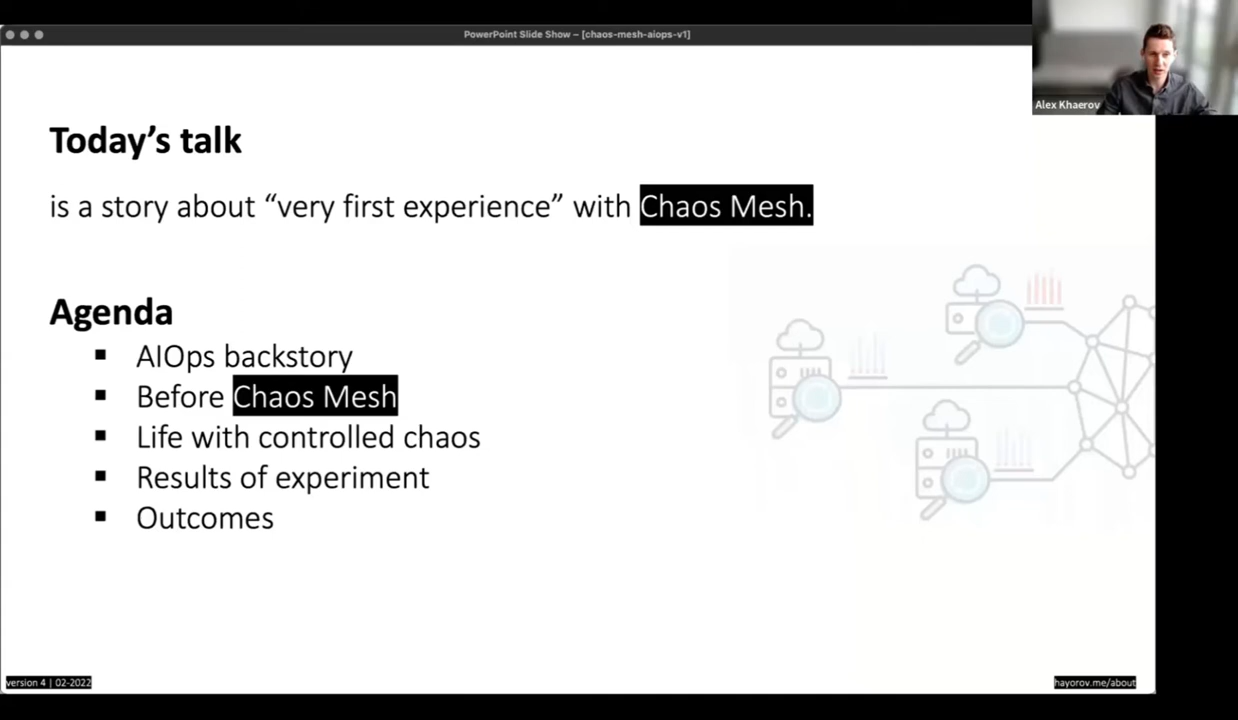 PowerPoint Slide Show – [chaos-mesh-aiops-v1]
Alex Khaerov
Today’s talk
is a story about “very first experience” with Chaos Mesh.
Agenda
▪ AIOps backstory
▪ Before Chaos Mesh
▪ Life with controlled chaos
▪ Results of experiment
▪ Outcomes
version 4 | 02-2022
hayorov.me/about